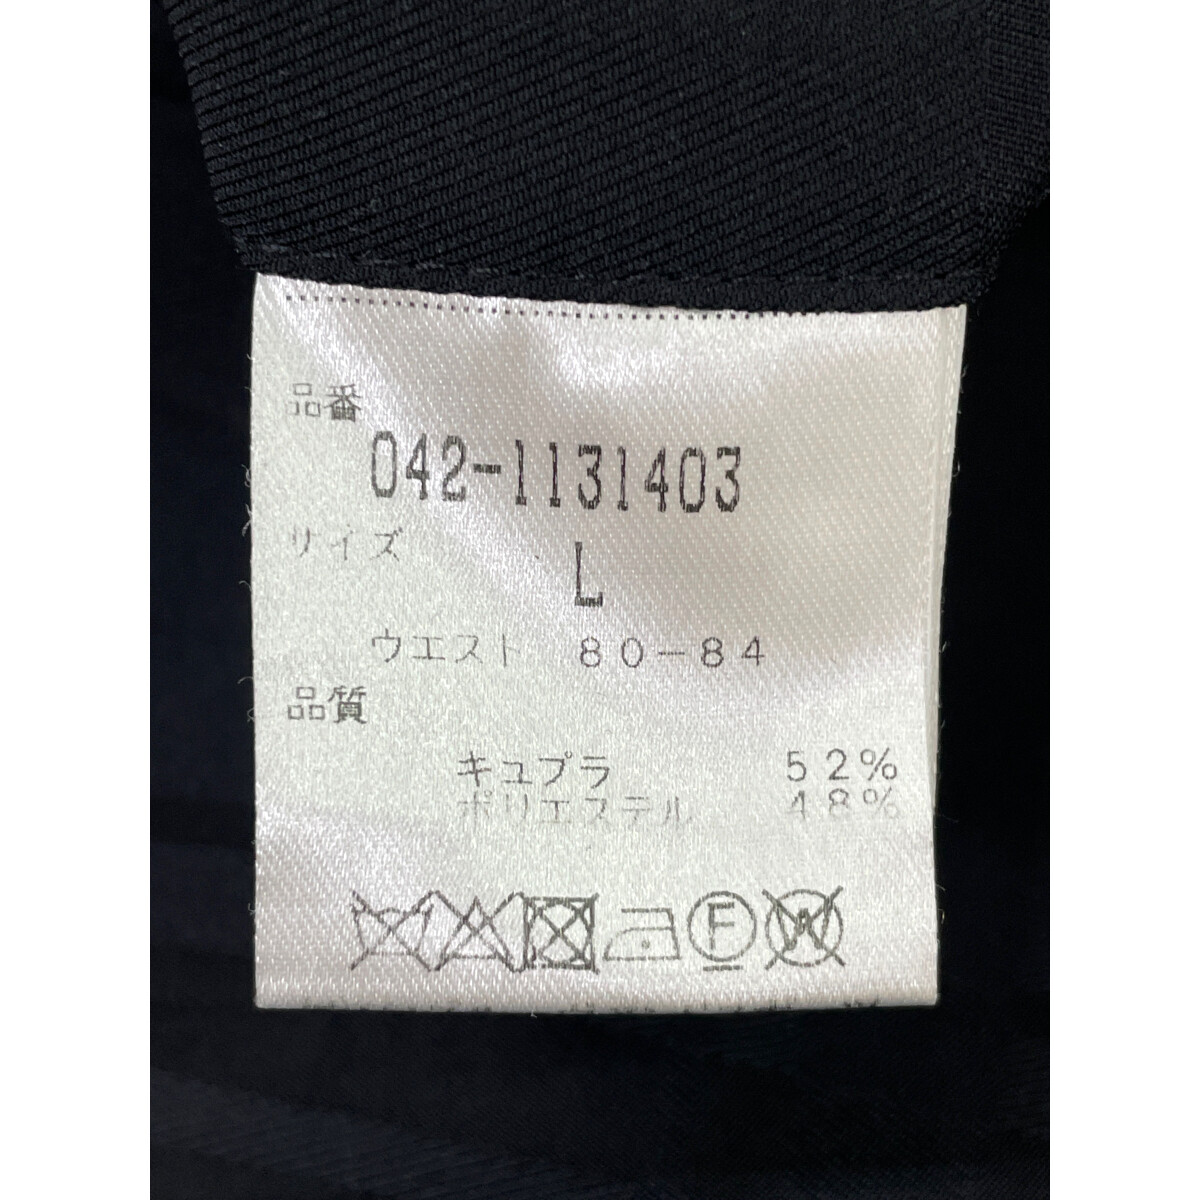 品番
042-1131403
サイズ
L
ウエスト 80-84
品質
キュプラ 52%
ポリエステル 48%
F W